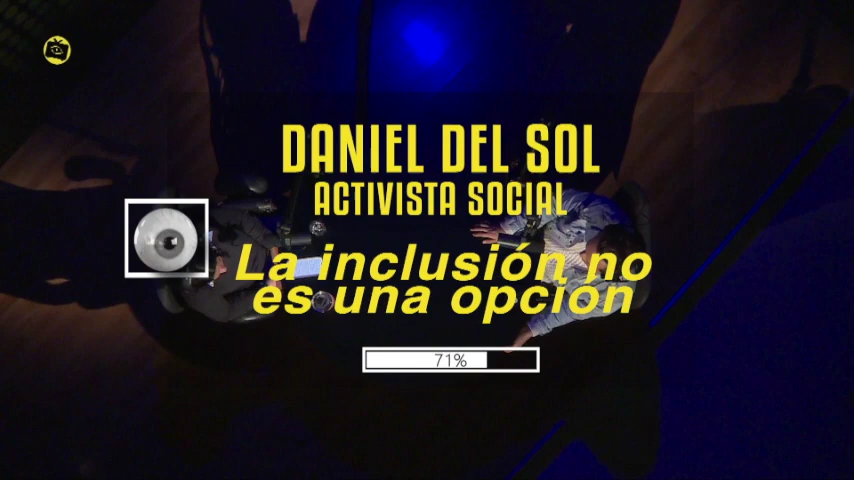 DANIEL DEL SOL
ACTIVISTA SOCIAL
La inclusión no
es una opción
71%